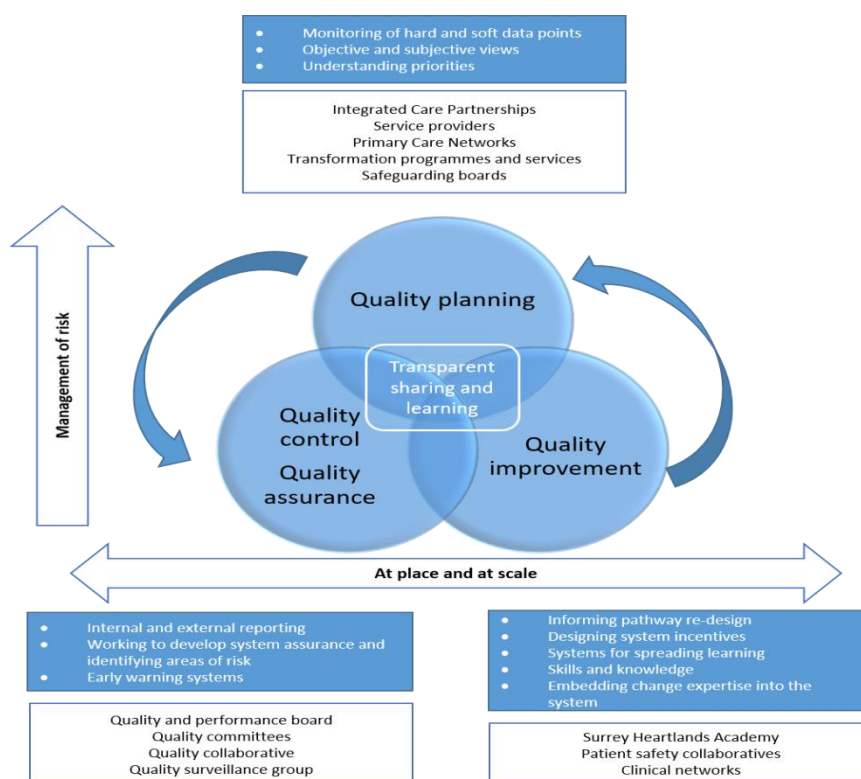 • Monitoring of hard and soft data points
• Objective and subjective views
• Understanding priorities
Integrated Care Partnerships
Service providers
Primary Care Networks
Transformation programmes and services
Safeguarding boards
Management of risk
Quality planning
Transparent
sharing and
learning
Quality
control
Quality
assurance
Quality
improvement
At place and at scale
• Internal and external reporting
• Working to develop system assurance and
identifying areas of risk
• Early warning systems
Quality and performance board
Quality committees
Quality collaborative
Quality surveillance group
• Informing pathway re-design
• Designing system incentives
• Systems for spreading learning
• Skills and knowledge
• Embedding change expertise into the
system
Surrey Heartlands Academy
Patient safety collaboratives
Clinical networks